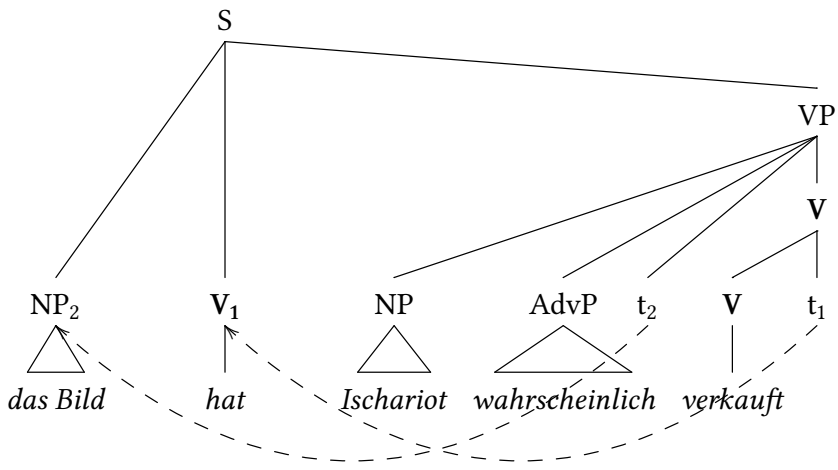 S
VP
V
NP₂ V₁ NP AdvP t₂ V t₁
das Bild hat Ischariot wahrscheinlich verkauft